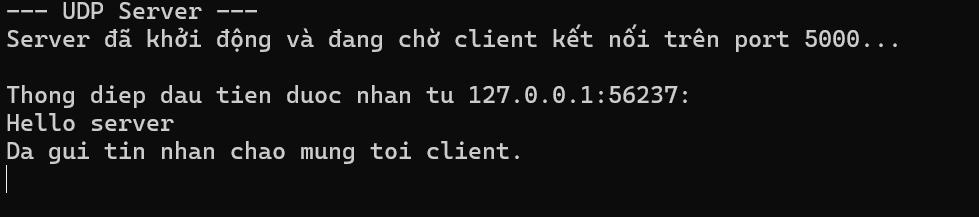 --- UDP Server ---
Server đã khởi động và đang chờ client kết nối trên port 5000...
Thong diep dau tien duoc nhan tu 127.0.0.1:56237:
Hello server
Da gui tin nhan chao mung toi client.